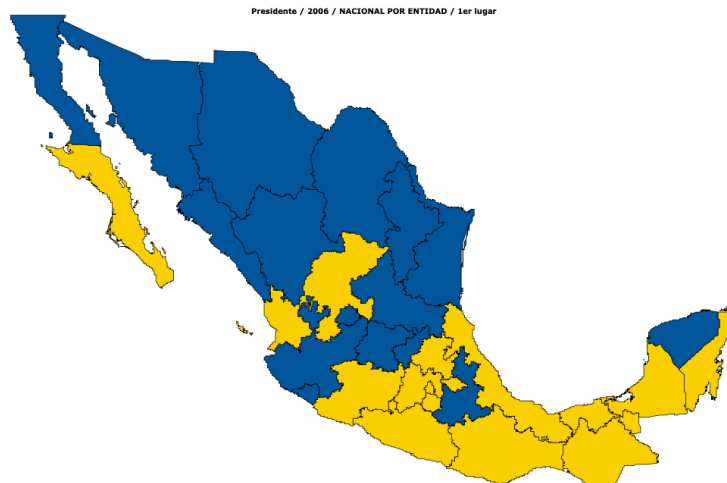 Presidente / 2006 / NACIONAL POR ENTIDAD / 1er lugar